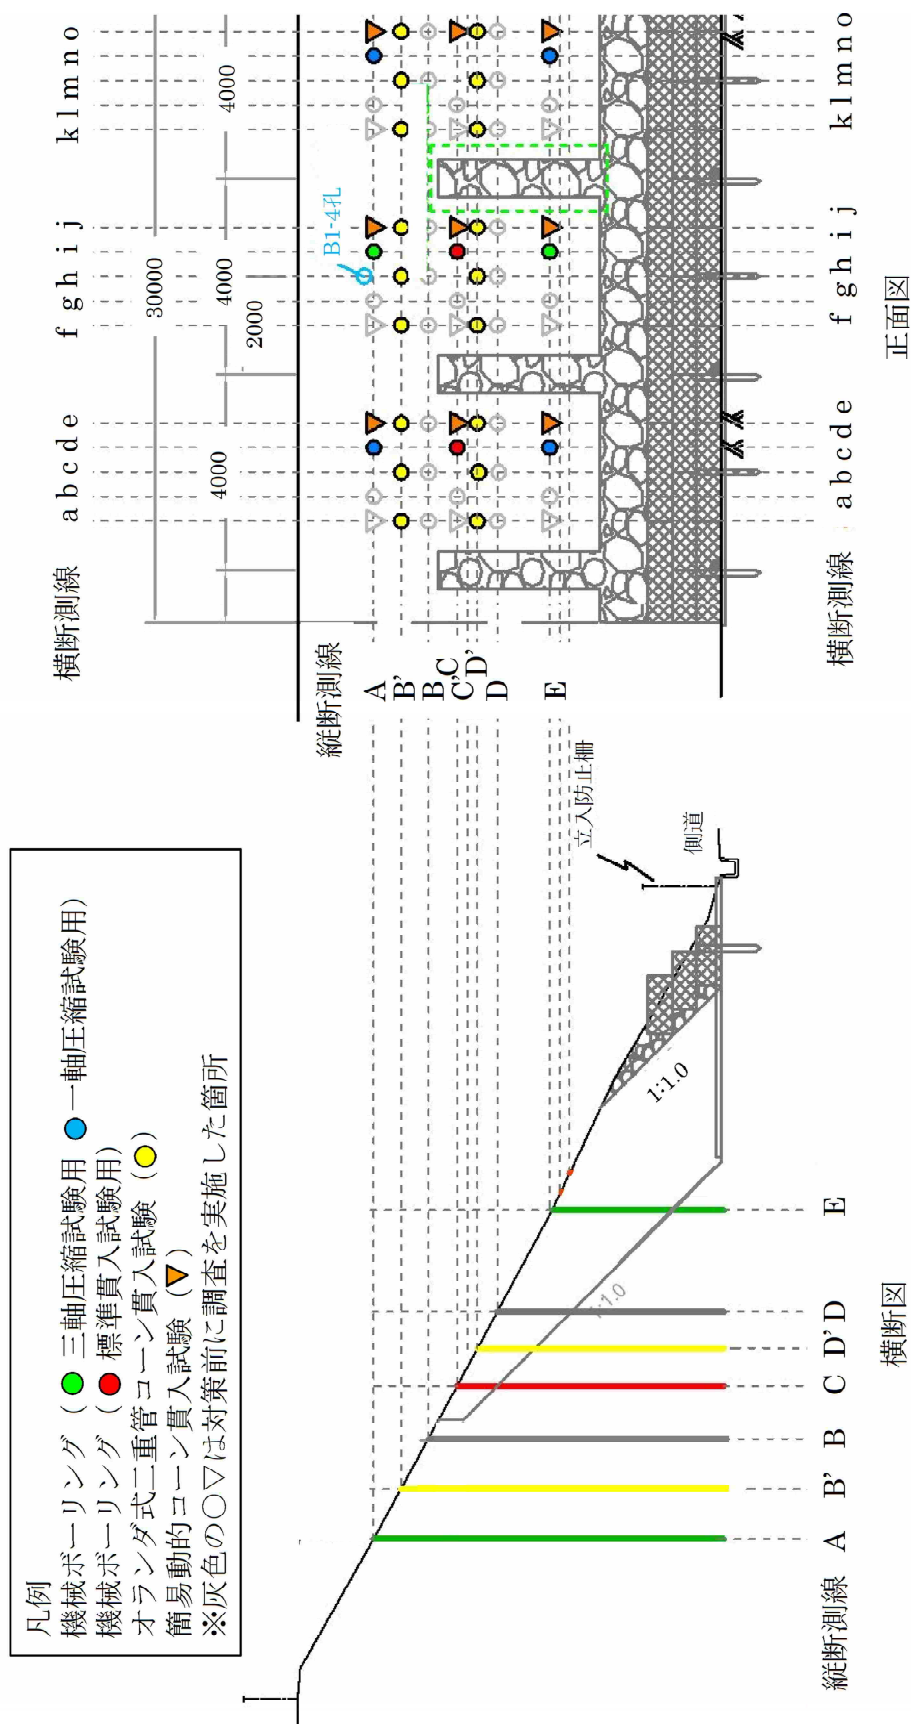 凡例
機械ボーリング（●三軸圧縮試験用 ●一軸圧縮試験用）
機械ボーリング（●標準貫入試験用）
オランダ式二重管コーン貫入試験（●）
簡易動的コーン貫入試験（▼）
※灰色の○▽は対策前に調査を実施した箇所
立入防止柵
側道
1:1.0
1:1.0
縦断測線 A B' B C D' D E
横断図
横断測線 a b c d e f g h i j k l m n o
30000
4000 4000 4000
2000
B1-4孔
縦断測線
A
B'
B
C
C'
D'
D
E
横断測線 a b c d e f g h i j k l m n o
正面図